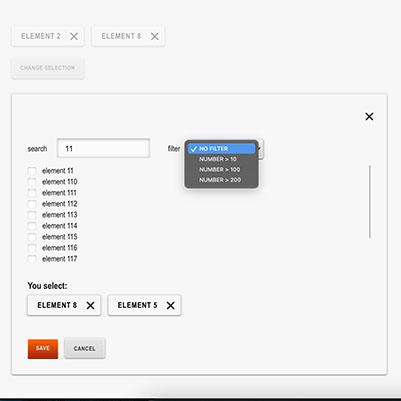 ELEMENT 2 ELEMENT 8
CHANGE SELECTION
search 11 filter
NO FILTER
NUMBER > 10
NUMBER > 100
NUMBER > 200
element 11
element 110
element 111
element 112
element 113
element 114
element 115
element 116
element 117
You select:
ELEMENT 8 ELEMENT 5
SAVE CANCEL